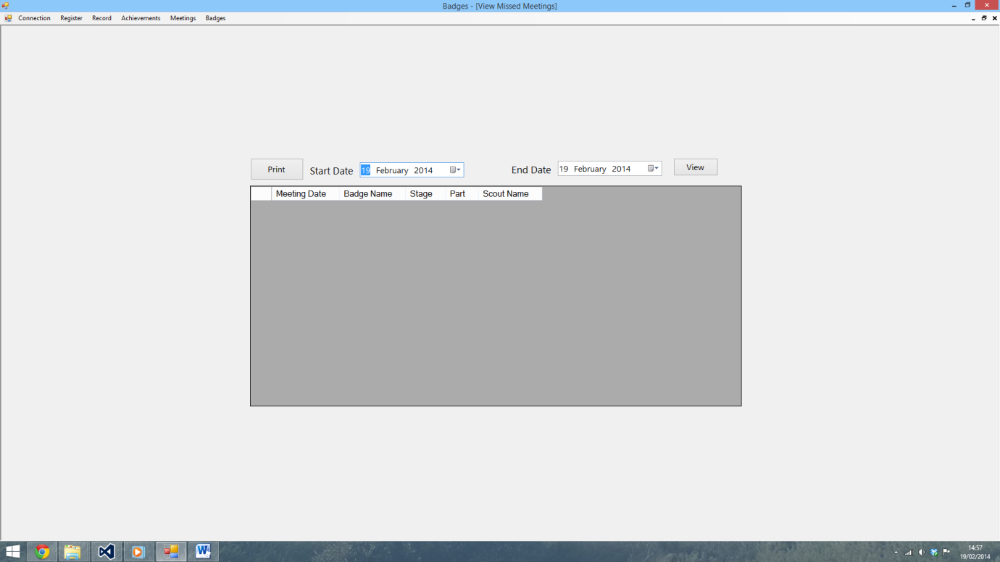 Badges - [View Missed Meetings]
Connection Register Record Achievements Meetings Badges
Print Start Date 19 February 2014 End Date 19 February 2014 View
Meeting Date Badge Name Stage Part Scout Name
14:57
19/02/2014